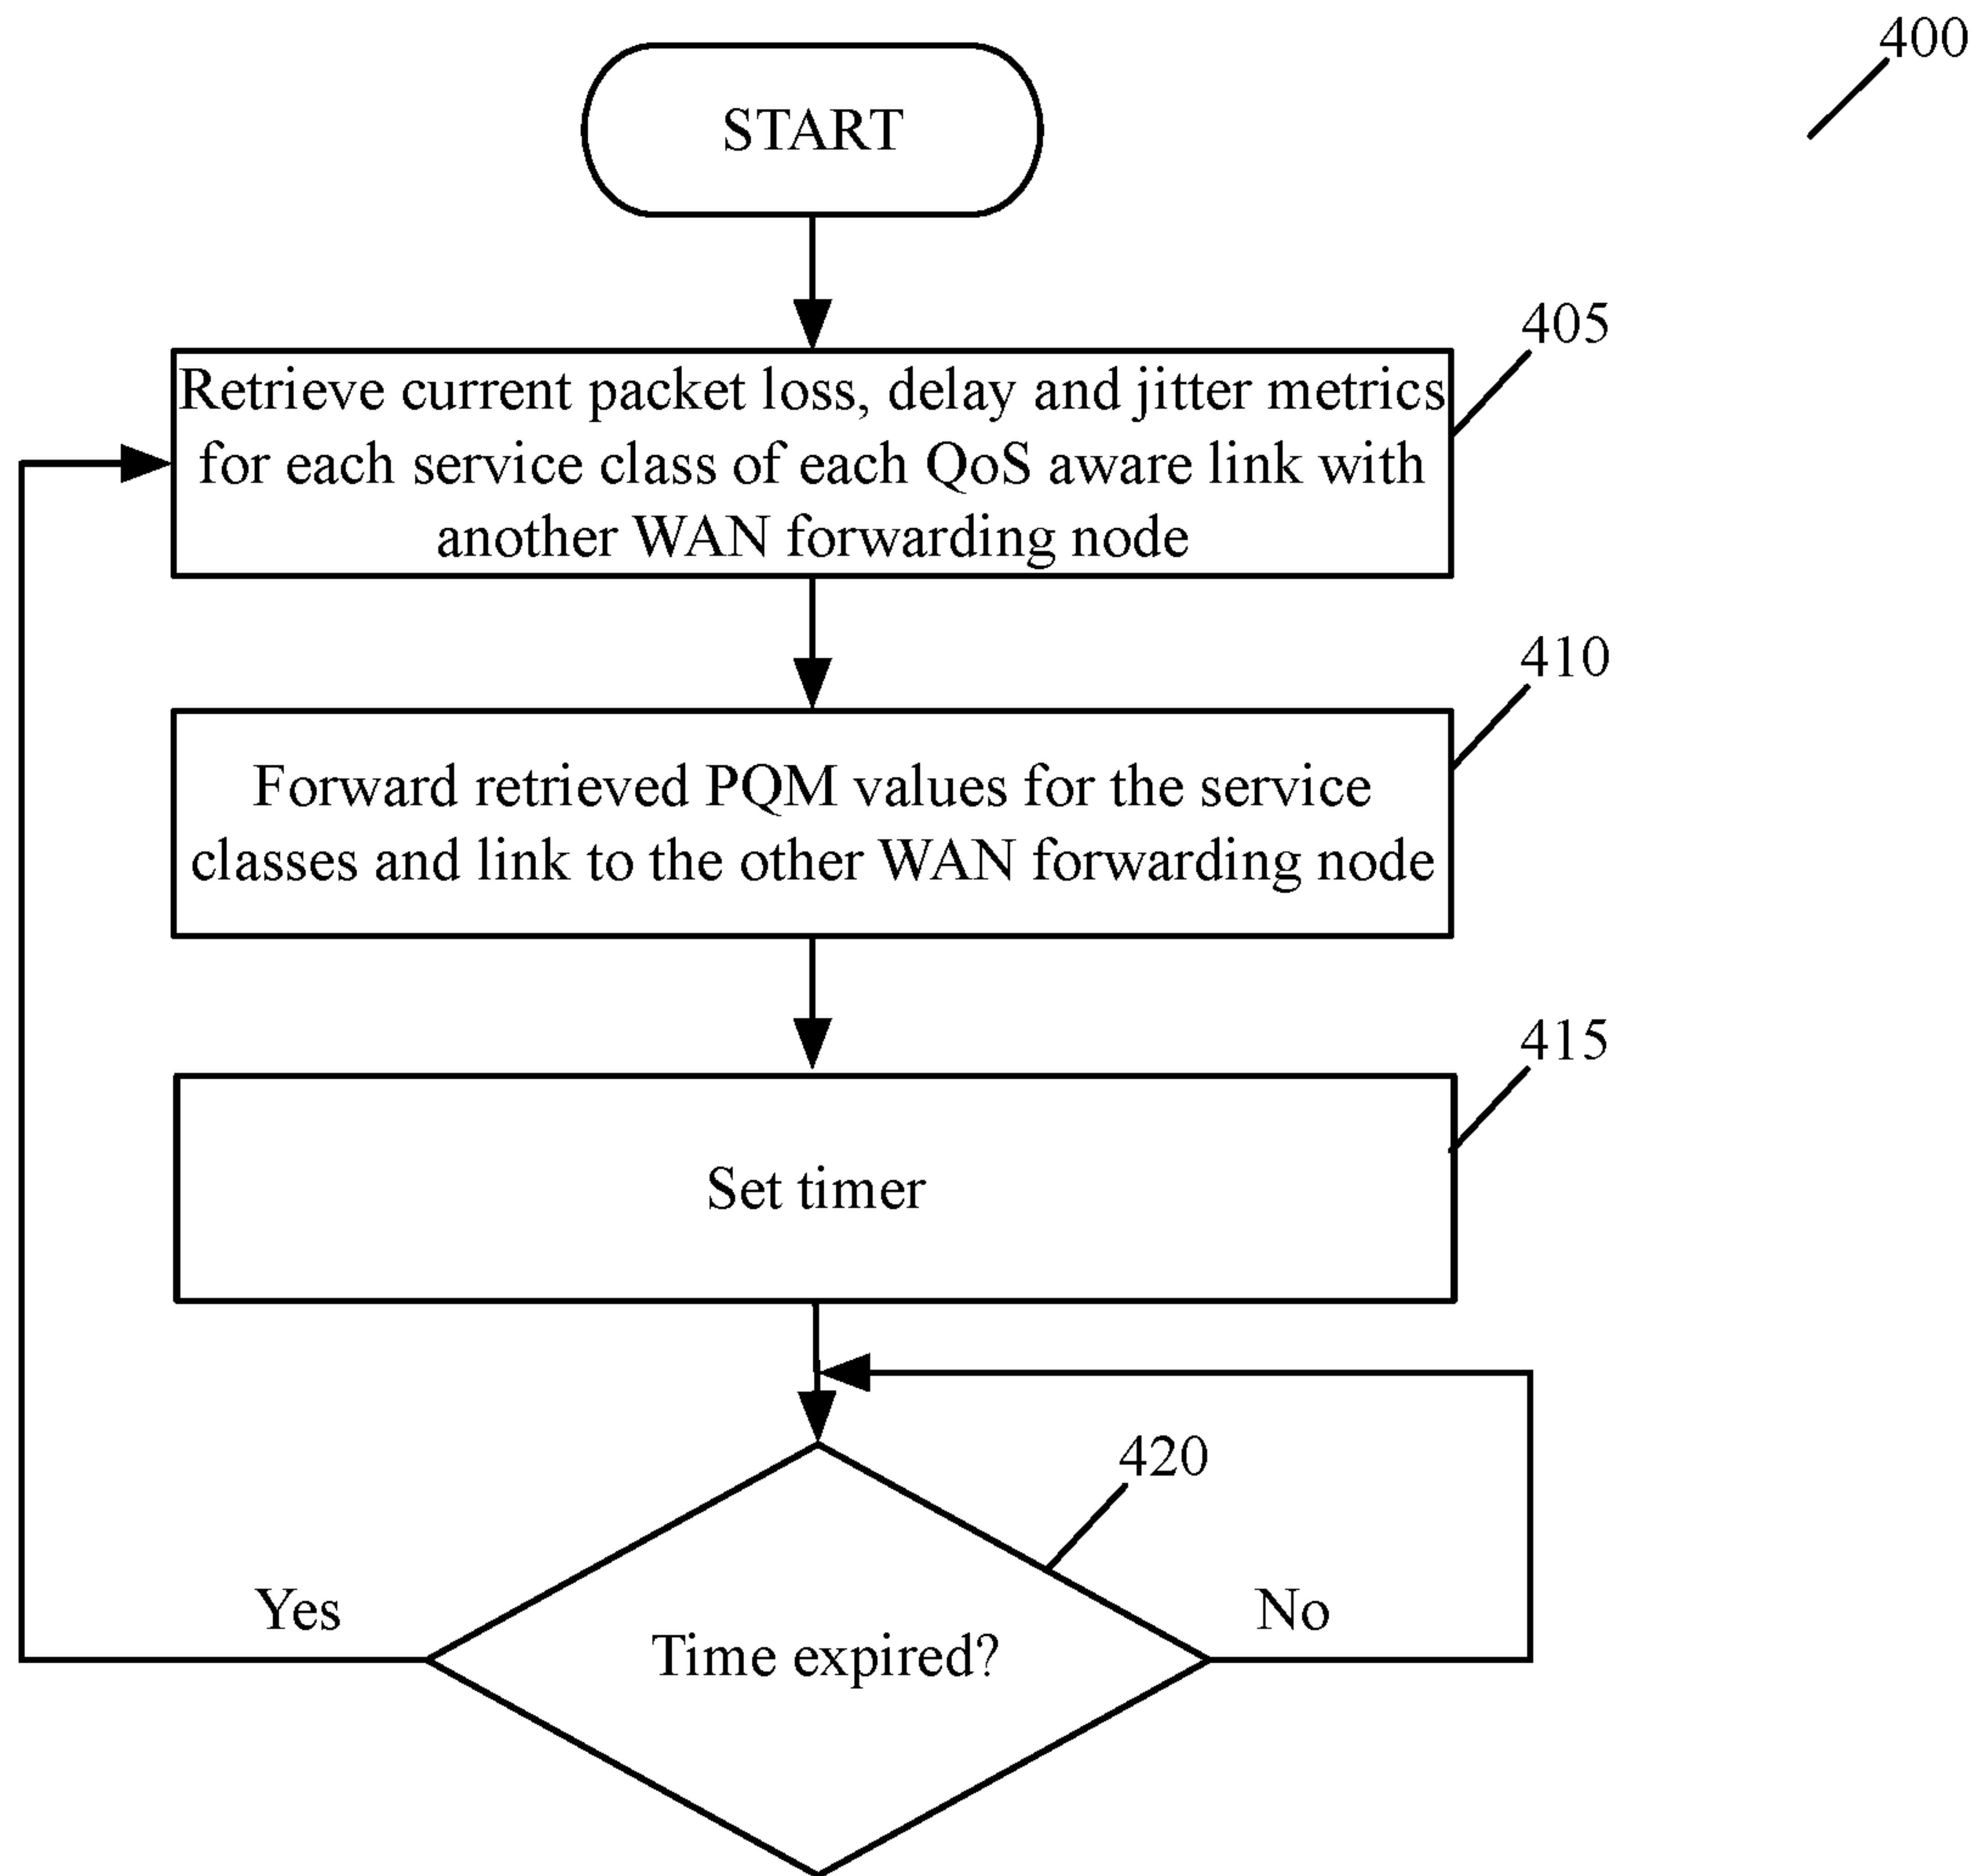 400
START
405
Retrieve current packet loss, delay and jitter metrics
for each service class of each QoS aware link with
another WAN forwarding node
410
Forward retrieved PQM values for the service
classes and link to the other WAN forwarding node
415
Set timer
420
Yes
No
Time expired?